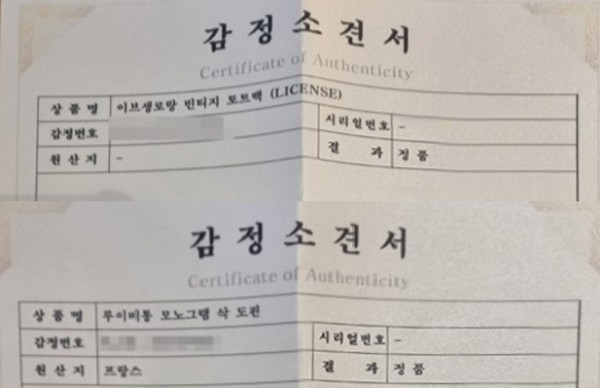 감정소견서
Certificate of Authenticity
상 품 명 이브생로랑 빈티지 토트백 (LICENSE)
감정번호 시리얼번호 -
원 산 지 - 결 과 정 품
감정소견서
Certificate of Authenticity
상 품 명 루이비통 모노그램 삭 도핀
감정번호 시리얼번호 -
원 산 지 프랑스 결 과 정 품